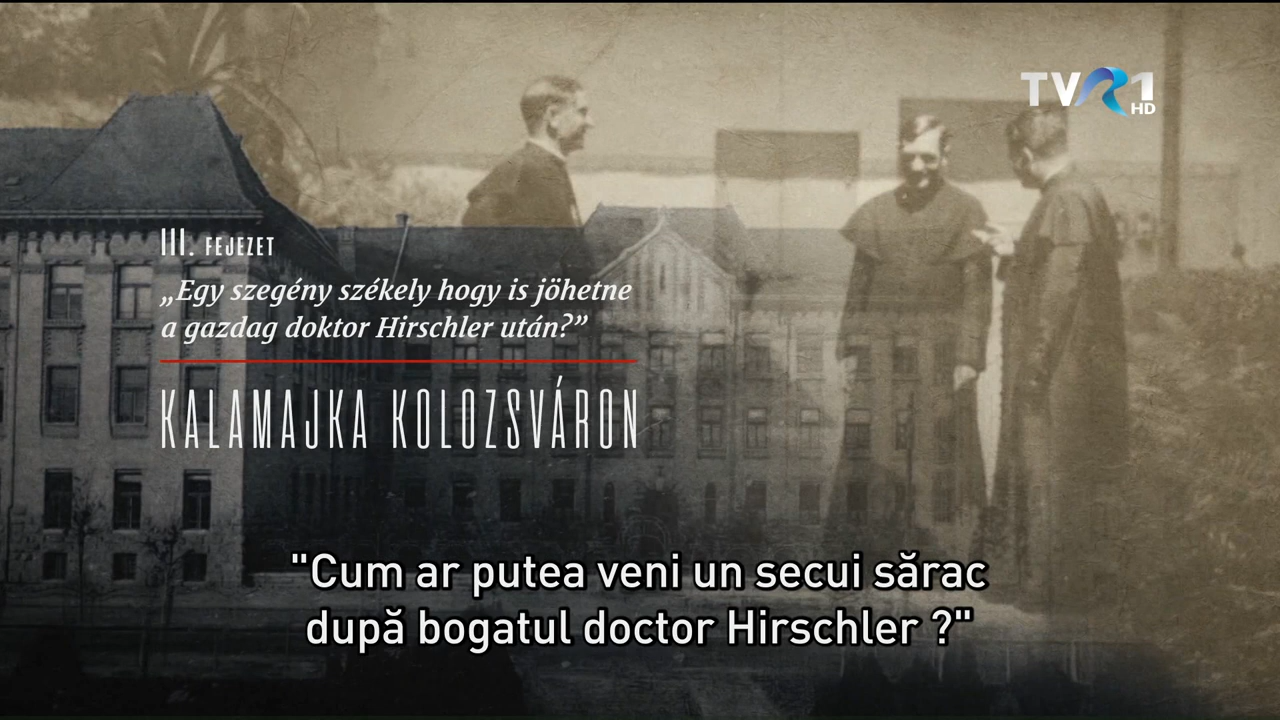 TVR1
HD
III. FEJEZET
„Egy szegény székely hogy is jöhetne
a gazdag doktor Hirschler után?”
KALAMAJKA KOLOZSVÁRON
"Cum ar putea veni un secui sărac
după bogatul doctor Hirschler ?"